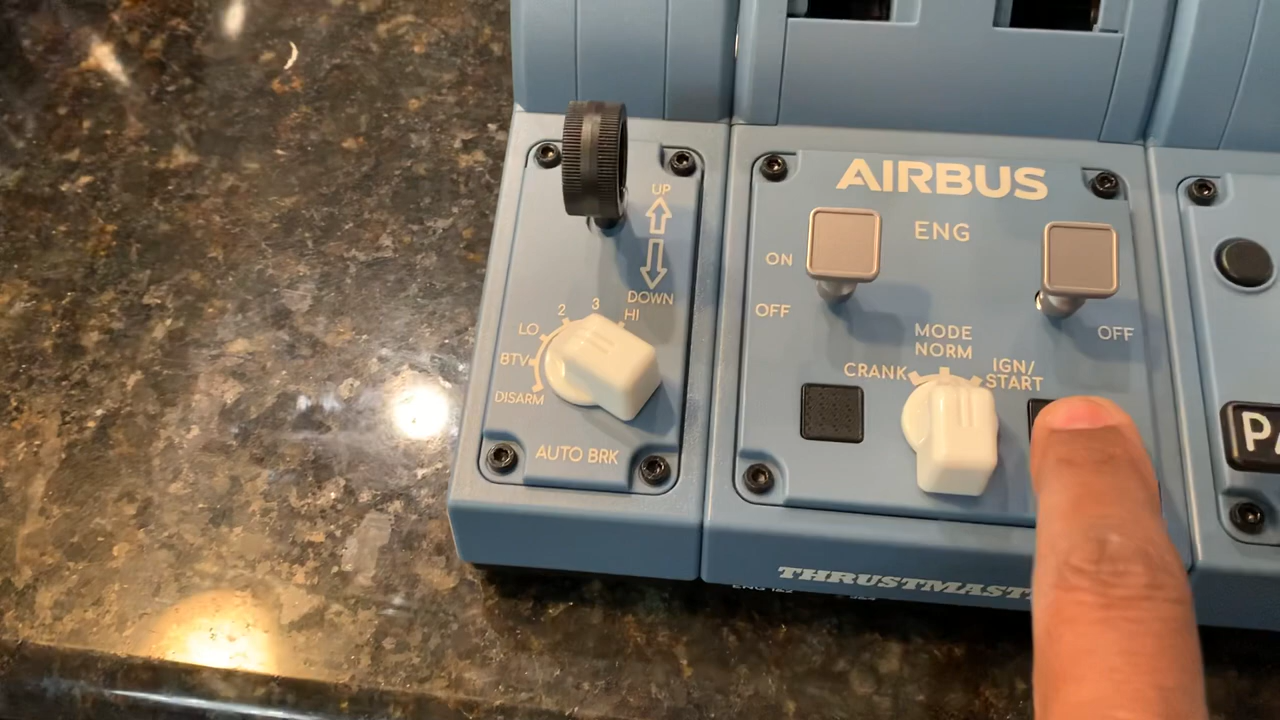 UP
DOWN
HI
3
2
LO
BTV
DISARM
AUTO BRK
AIRBUS
ENG
ON
OFF
OFF
MODE
NORM
CRANK
IGN/
START
THRUSTMAST
PA